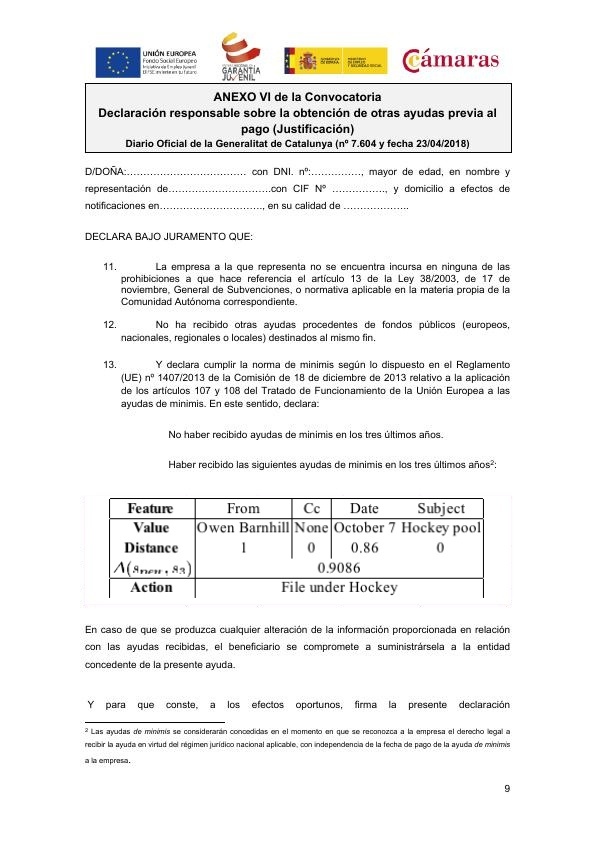 UNIÓN EUROPEA
Fondo Social Europeo
Iniciativa de Empleo Juvenil
El FSE invierte en tu futuro
GARANTÍA
JUVENIL
GOBIERNO
DE ESPAÑA
MINISTERIO
DE EMPLEO
Y SEGURIDAD SOCIAL
Cámaras
ANEXO VI de la Convocatoria
Declaración responsable sobre la obtención de otras ayudas previa al
pago (Justificación)
Diario Oficial de la Generalitat de Catalunya (nº 7.604 y fecha 23/04/2018)
D/DOÑA:……………………………. con DNI. nº:……………, mayor de edad, en nombre y
representación de……………………….con CIF Nº ……………., y domicilio a efectos de
notificaciones en…………………………, en su calidad de ………………..
DECLARA BAJO JURAMENTO QUE:
11. La empresa a la que representa no se encuentra incursa en ninguna de las
prohibiciones a que hace referencia el artículo 13 de la Ley 38/2003, de 17 de
noviembre, General de Subvenciones, o normativa aplicable en la materia propia de la
Comunidad Autónoma correspondiente.
12. No ha recibido otras ayudas procedentes de fondos públicos (europeos,
nacionales, regionales o locales) destinados al mismo fin.
13. Y declara cumplir la norma de minimis según lo dispuesto en el Reglamento
(UE) nº 1407/2013 de la Comisión de 18 de diciembre de 2013 relativo a la aplicación
de los artículos 107 y 108 del Tratado de Funcionamiento de la Unión Europea a las
ayudas de minimis. En este sentido, declara:
No haber recibido ayudas de minimis en los tres últimos años.
Haber recibido las siguientes ayudas de minimis en los tres últimos años²:
Feature From Cc Date Subject
Value Owen Barnhill None October 7 Hockey pool
Distance 1 0 0.86 0
Λ(sₙₑw, s₃) 0.9086
Action File under Hockey
En caso de que se produzca cualquier alteración de la información proporcionada en relación
con las ayudas recibidas, el beneficiario se compromete a suministrársela a la entidad
concedente de la presente ayuda.
Y para que conste, a los efectos oportunos, firma la presente declaración
² Las ayudas de minimis se considerarán concedidas en el momento en que se reconozca a la empresa el derecho legal a
recibir la ayuda en virtud del régimen jurídico nacional aplicable, con independencia de la fecha de pago de la ayuda de minimis
a la empresa.
9